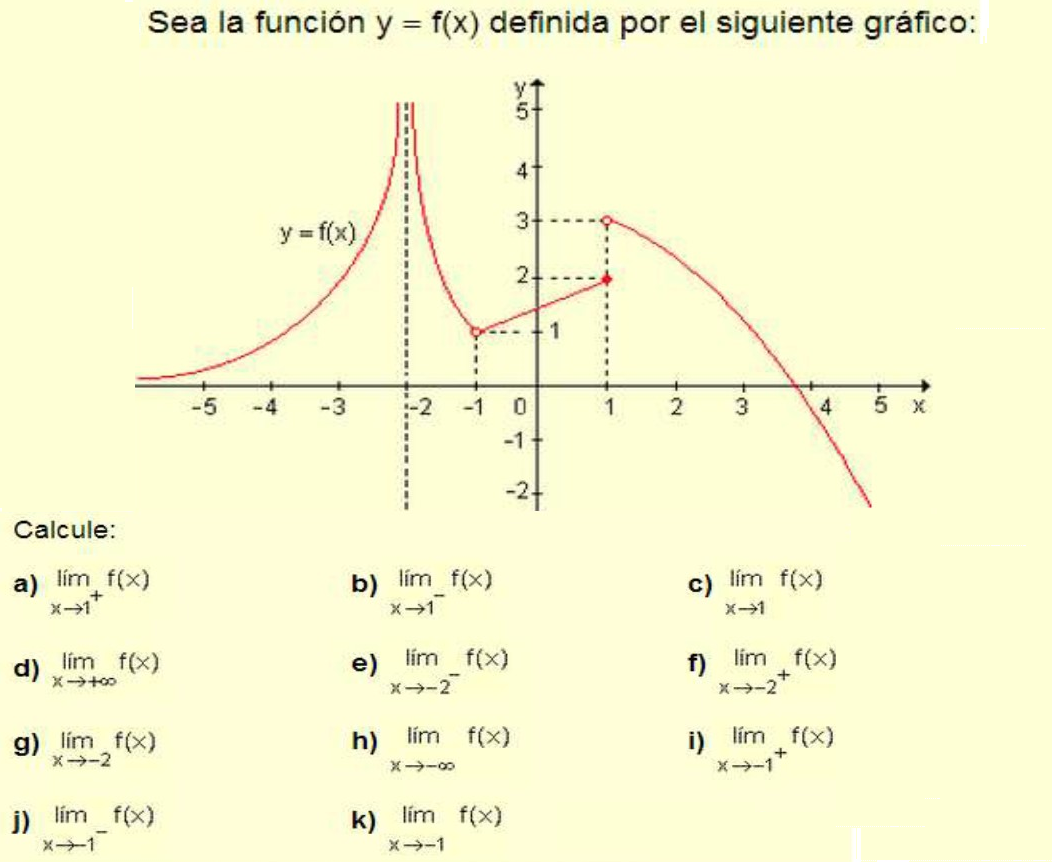 Sea la función y = f(x) definida por el siguiente gráfico:
y
5
4
3
2
1
y = f(x)
-5 -4 -3 -2 -1 0 1 2 3 4 5 x
-1
-2
Calcule:
a) lím f(x) b) lím f(x) c) lím f(x)
x→1⁺ x→1⁻ x→1
d) lím f(x) e) lím f(x) f) lím f(x)
x→+∞ x→-2⁻ x→-2⁺
g) lím f(x) h) lím f(x) i) lím f(x)
x→-2 x→-∞ x→-1⁺
j) lím f(x) k) lím f(x)
x→-1⁻ x→-1